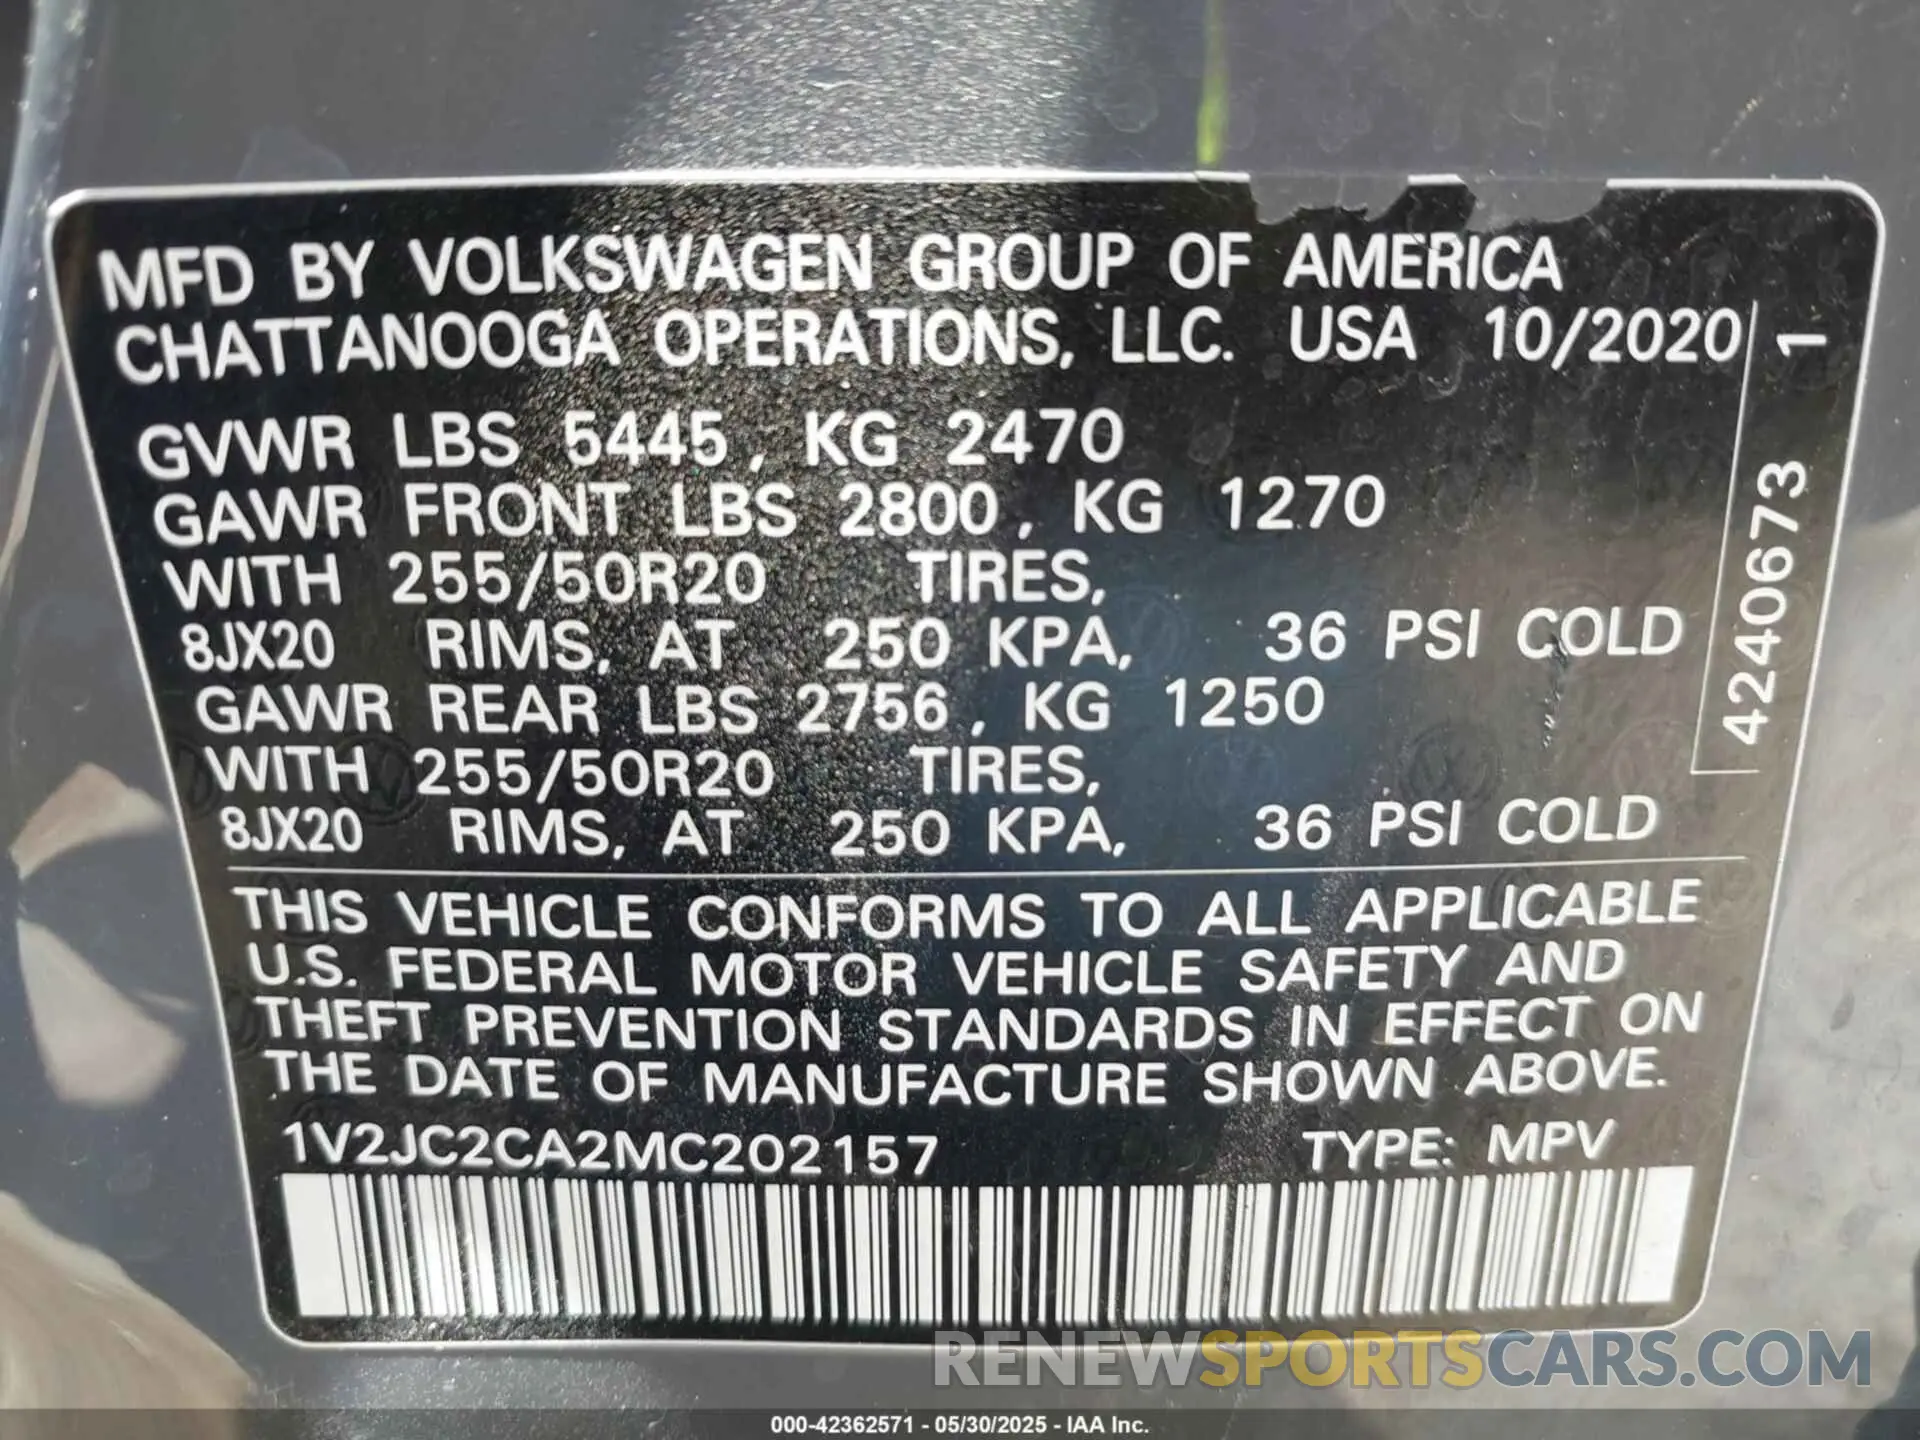 MFD BY VOLKSWAGEN GROUP OF AMERICA
CHATTANOOGA OPERATIONS, LLC. USA 10/2020
GVWR LBS 5445, KG 2470
GAWR FRONT LBS 2800, KG 1270
WITH 255/50R20 TIRES,
8JX20 RIMS, AT 250 KPA, 36 PSI COLD
GAWR REAR LBS 2756, KG 1250
WITH 255/50R20 TIRES,
8JX20 RIMS, AT 250 KPA, 36 PSI COLD
4240673 1
THIS VEHICLE CONFORMS TO ALL APPLICABLE
U.S. FEDERAL MOTOR VEHICLE SAFETY AND
THEFT PREVENTION STANDARDS IN EFFECT ON
THE DATE OF MANUFACTURE SHOWN ABOVE.
1V2JC2CA2MC202157 TYPE: MPV
RENEWSPORTSCARS.COM
000-42362571 - 05/30/2025 - IAA Inc.